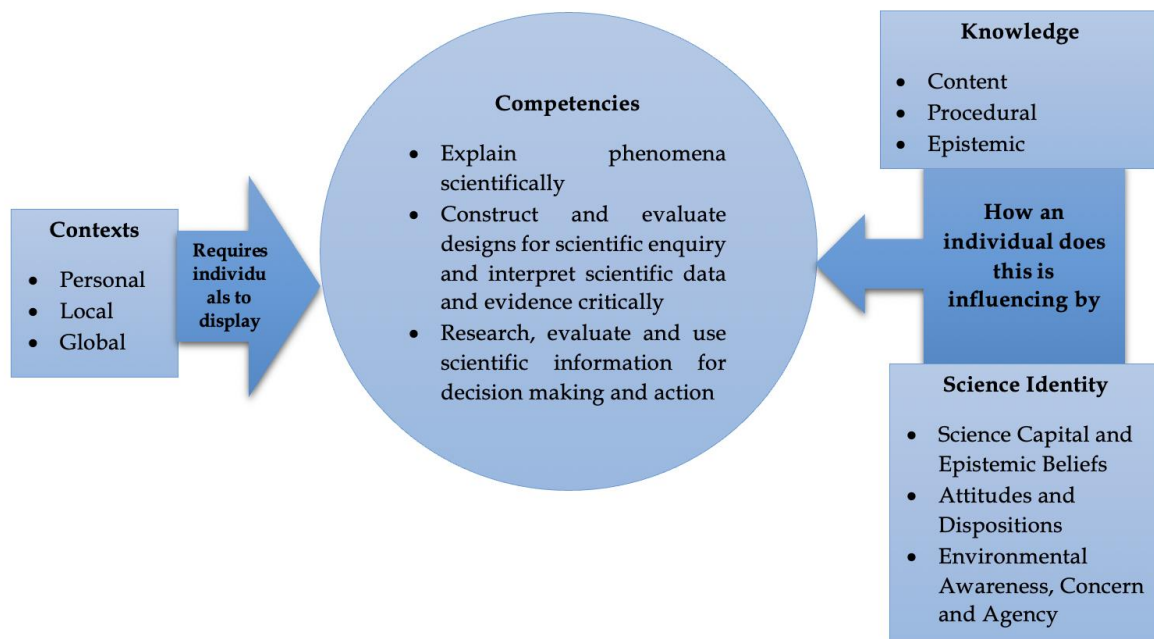 Contexts
• Personal
• Local
• Global
Requires
individu
als to
display
Competencies
• Explain phenomena
scientifically
• Construct and evaluate
designs for scientific enquiry
and interpret scientific data
and evidence critically
• Research, evaluate and use
scientific information for
decision making and action
Knowledge
• Content
• Procedural
• Epistemic
How an
individual does
this is
influencing by
Science Identity
• Science Capital and
Epistemic Beliefs
• Attitudes and
Dispositions
• Environmental
Awareness, Concern
and Agency